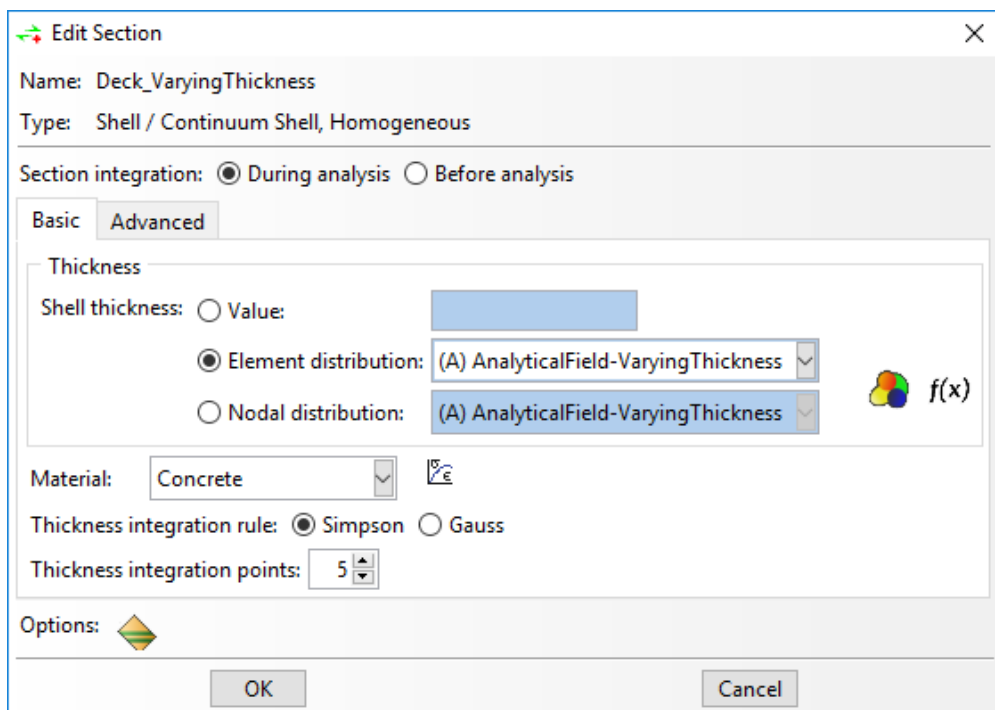 Edit Section
Name: Deck_VaryingThickness
Type: Shell / Continuum Shell, Homogeneous
Section integration: During analysis Before analysis
Basic Advanced
Thickness
Shell thickness: Value:
Element distribution: (A) AnalyticalField-VaryingThickness
f(x)
Nodal distribution: (A) AnalyticalField-VaryingThickness
Material: Concrete σ ε
Thickness integration rule: Simpson Gauss
Thickness integration points: 5
Options:
OK Cancel